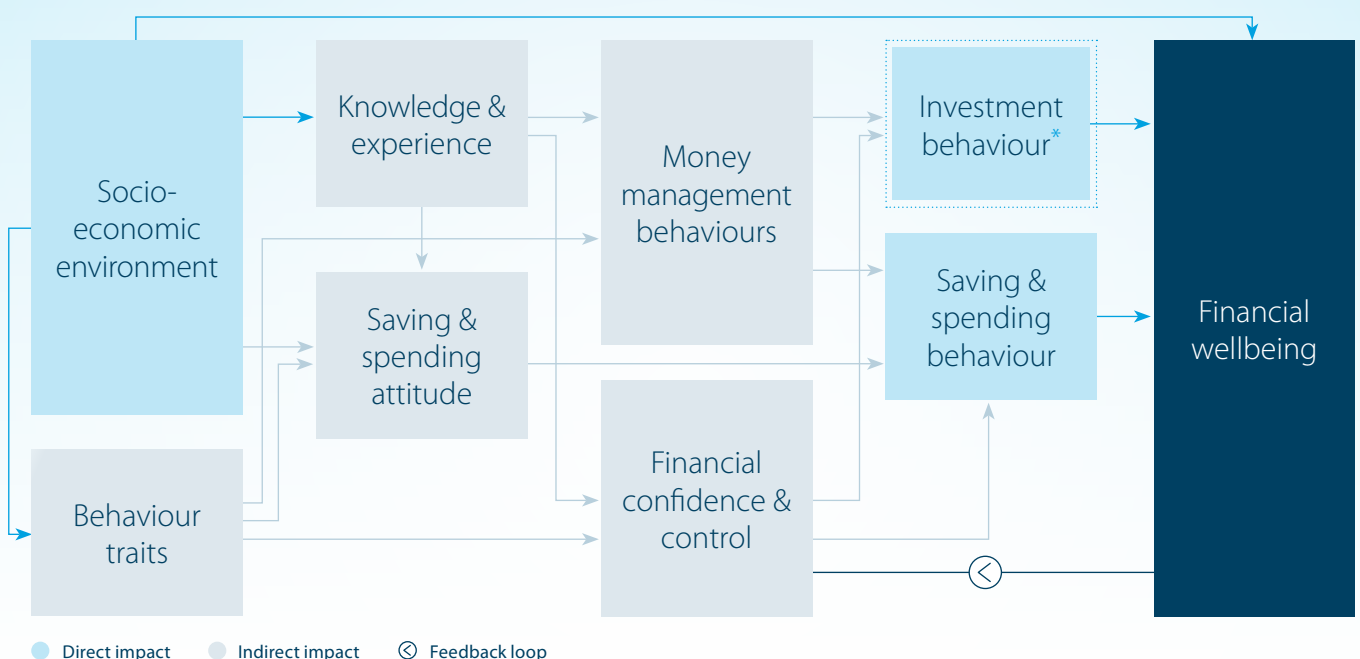 Socio-
economic
environment
Knowledge &
experience
Money
management
behaviours
Investment
behaviour*
Financial
wellbeing
Saving &
spending
attitude
Saving &
spending
behaviour
Behaviour
traits
Financial
confidence &
control
Direct impact
Indirect impact
Feedback loop